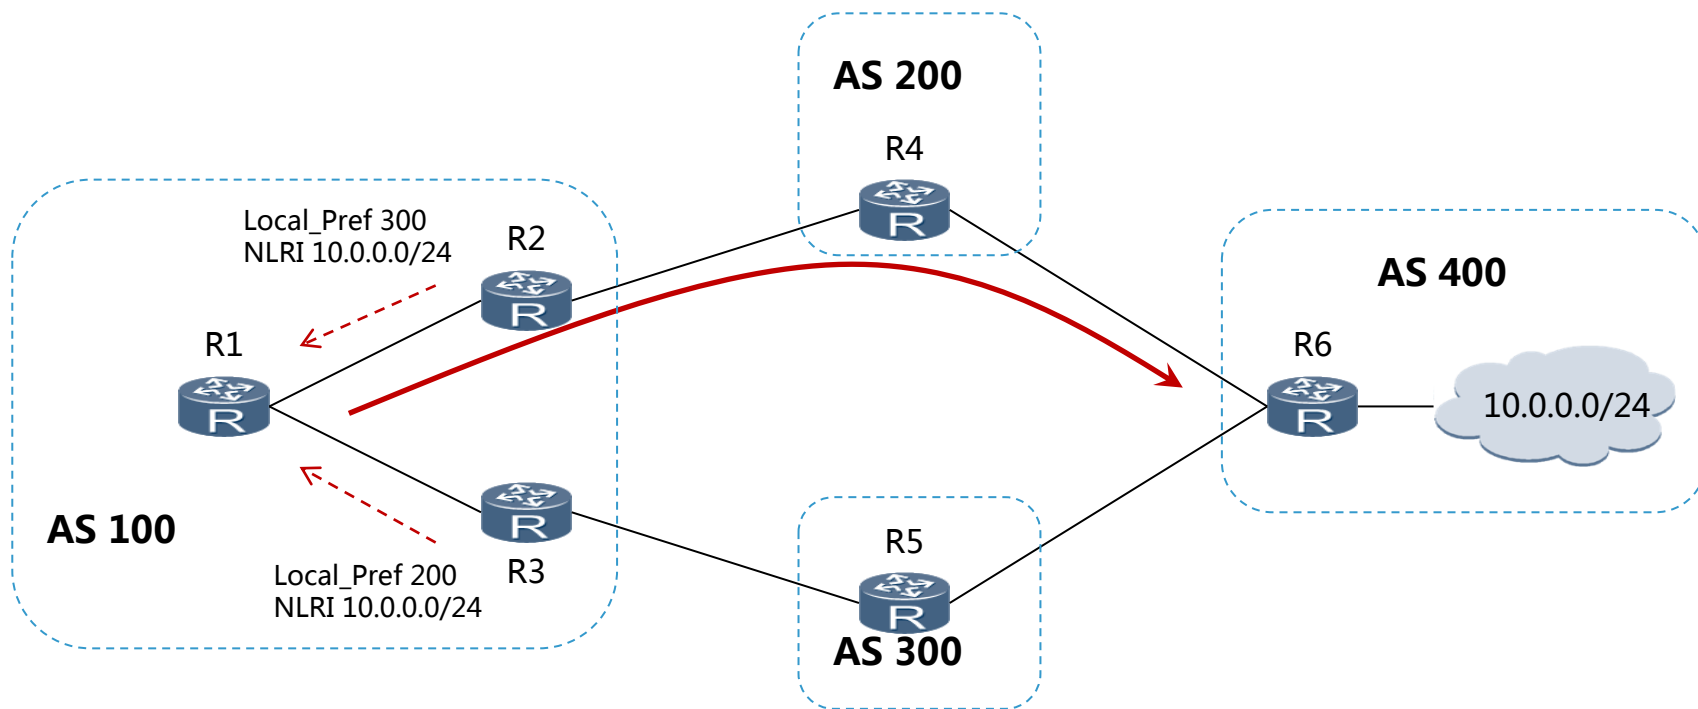 AS 200
R4
Local_Pref 300
NLRI 10.0.0.0/24
R2
AS 400
R1
R6
10.0.0.0/24
AS 100
R3
Local_Pref 200
NLRI 10.0.0.0/24
R5
AS 300
R
R
R
R
R
R